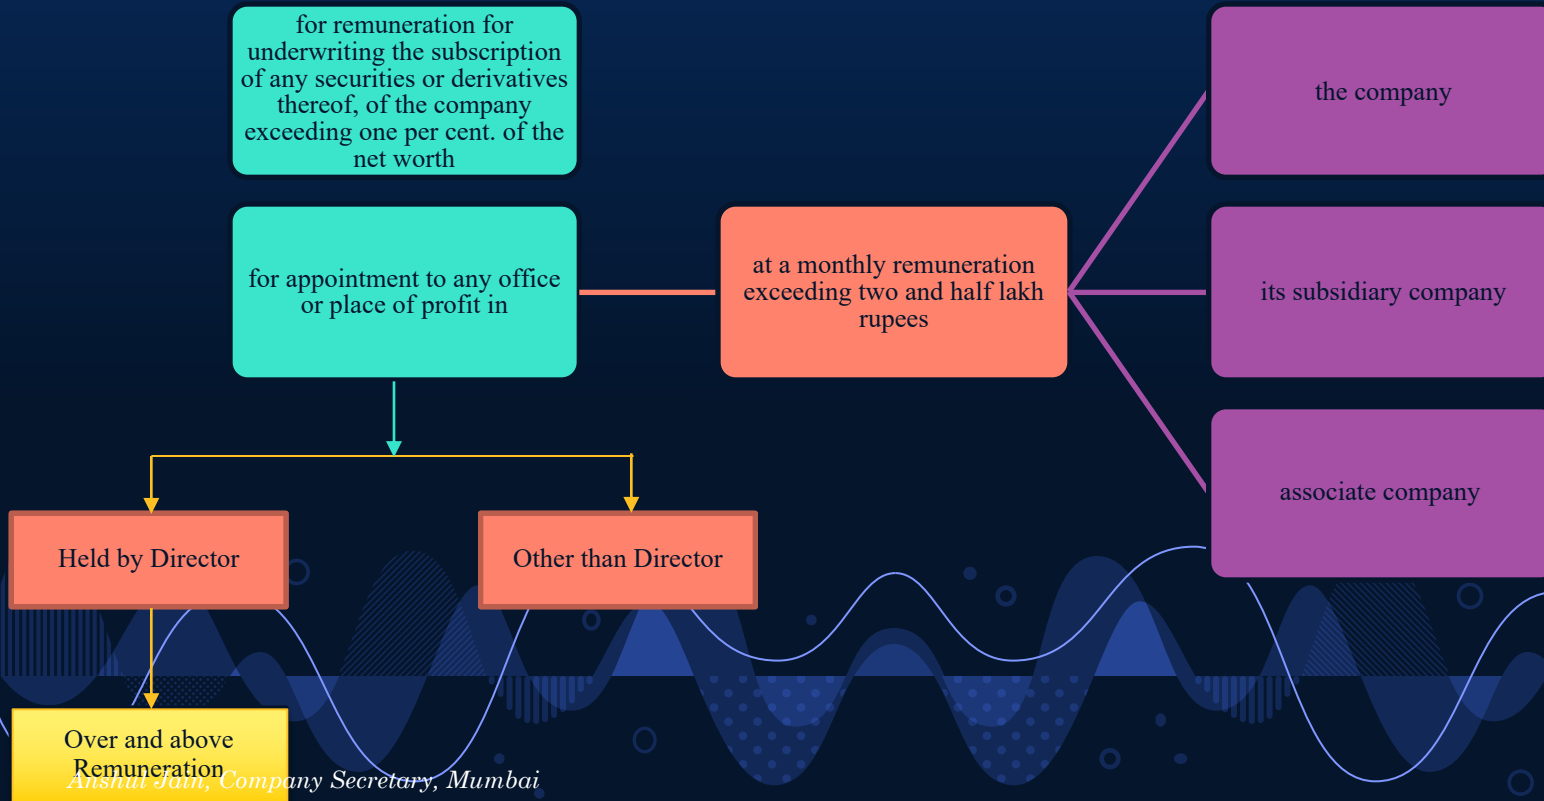 for remuneration for
underwriting the subscription
of any securities or derivatives
thereof, of the company
exceeding one per cent. of the
net worth
the company
for appointment to any office
or place of profit in
at a monthly remuneration
exceeding two and half lakh
rupees
its subsidiary company
associate company
Held by Director
Other than Director
Over and above
Remuneration
Anshul Jain, Company Secretary, Mumbai